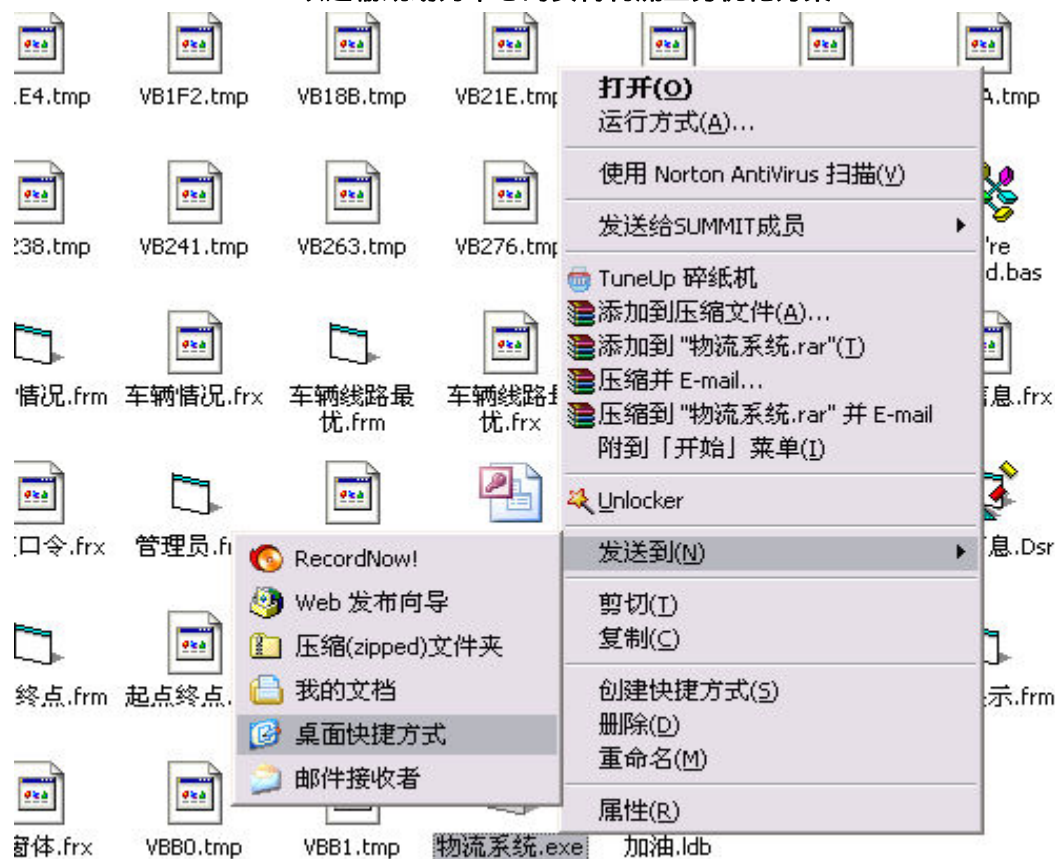 .E4.tmp VB1F2.tmp VB18B.tmp VB21E.tmp A.tmp
238.tmp VB241.tmp VB263.tmp VB276.tmp 're
d.bas
情况.frm 车辆情况.frx 车辆线路最 车辆线路 息.frx
优.frm 优.frx
口令.frx 管理员.fr 息.Dsr
终点.frm 起点终点. 示.frm
窗体.frx VBB0.tmp VBB1.tmp 物流系统.exe 加油.ldb
打开(O)
运行方式(A)...
使用 Norton AntiVirus 扫描(V)
发送给SUMMIT成员
TuneUp 碎纸机
添加到压缩文件(A)...
添加到 "物流系统.rar"(T)
压缩并 E-mail...
压缩到 "物流系统.rar" 并 E-mail
附到「开始」菜单(I)
Unlocker
发送到(N)
剪切(T)
复制(C)
创建快捷方式(S)
删除(D)
重命名(M)
属性(R)
RecordNow!
Web 发布向导
压缩(zipped)文件夹
我的文档
桌面快捷方式
邮件接收者